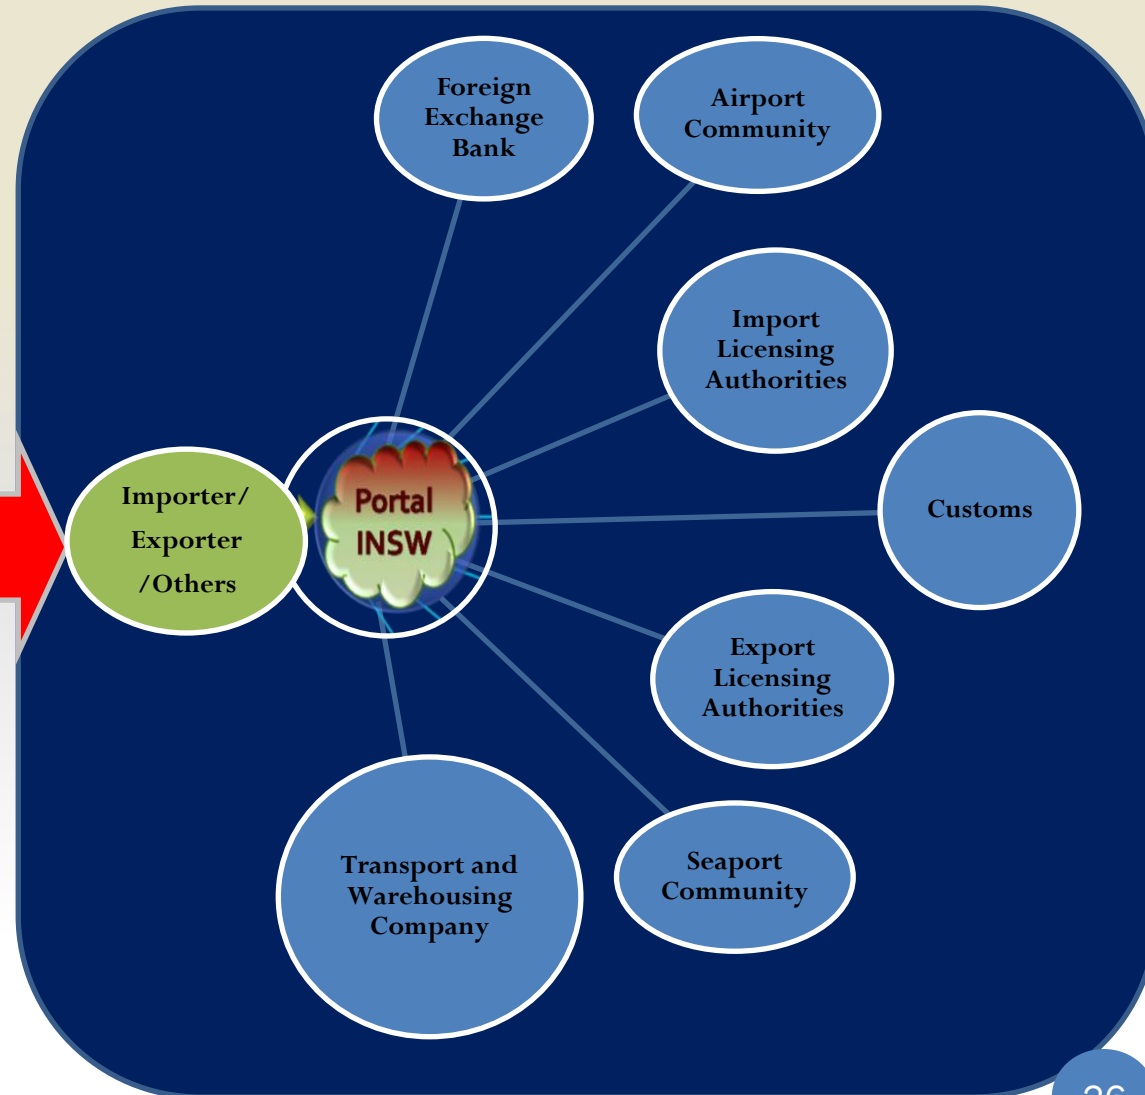 Foreign
Exchange
Bank
Airport
Community
Import
Licensing
Authorities
Importer/
Exporter
/Others
Portal
INSW
Customs
Export
Licensing
Authorities
Transport and
Warehousing
Company
Seaport
Community